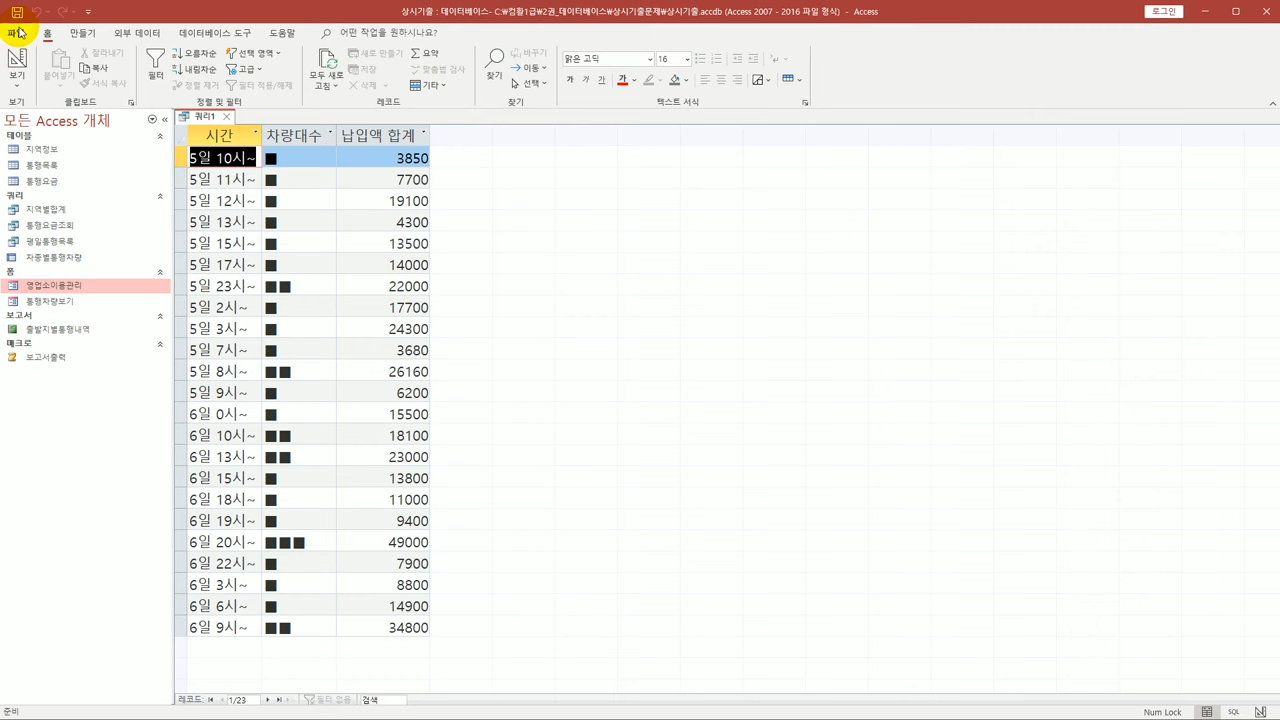 상시기출 : 데이터베이스- C:₩컴활1급₩2권_데이터베이스₩상시기출문제₩상시기출.accdb (Access 2007 - 2016 파일 형식) - Access
로그인
파일 홈 만들기 외부 데이터 데이터베이스 도구 도움말 어떤 작업을 원하시나요?
보기 붙여넣기 잘라내기 복사 서식 복사
필터 오름차순 내림차순 정렬 제거 선택 영역 고급 필터 적용/해제
모두 새로 고침 새로 만들기 저장 삭제 Σ 요약 맞춤법 검사 기타
찾기 바꾸기 이동 선택
맑은 고딕 16
가 가 가 가
보기 클립보드 정렬 및 필터 레코드 찾기 텍스트 서식
모든 Access 개체
테이블
지역정보
통행목록
통행요금
쿼리
지역별합계
통행요금조회
평일통행목록
차종별통행차량
폼
영업소이용관리
통행차량보기
보고서
출발지별통행내역
매크로
보고서출력
쿼리1
시간 차량대수 납입액 합계
5일 10시~ ■ 3850
5일 11시~ ■ 7700
5일 12시~ ■ 19100
5일 13시~ ■ 4300
5일 15시~ ■ 13500
5일 17시~ ■ 14000
5일 23시~ ■■ 22000
5일 2시~ ■ 17700
5일 3시~ ■ 24300
5일 7시~ ■ 3680
5일 8시~ ■■ 26160
5일 9시~ ■ 6200
6일 0시~ ■ 15500
6일 10시~ ■■ 18100
6일 13시~ ■■ 23000
6일 15시~ ■ 13800
6일 18시~ ■ 11000
6일 19시~ ■ 9400
6일 20시~ ■■■ 49000
6일 22시~ ■ 7900
6일 3시~ ■ 8800
6일 6시~ ■ 14900
6일 9시~ ■■ 34800
레코드: 1/23 필터 없음 검색
준비
Num Lock SQL